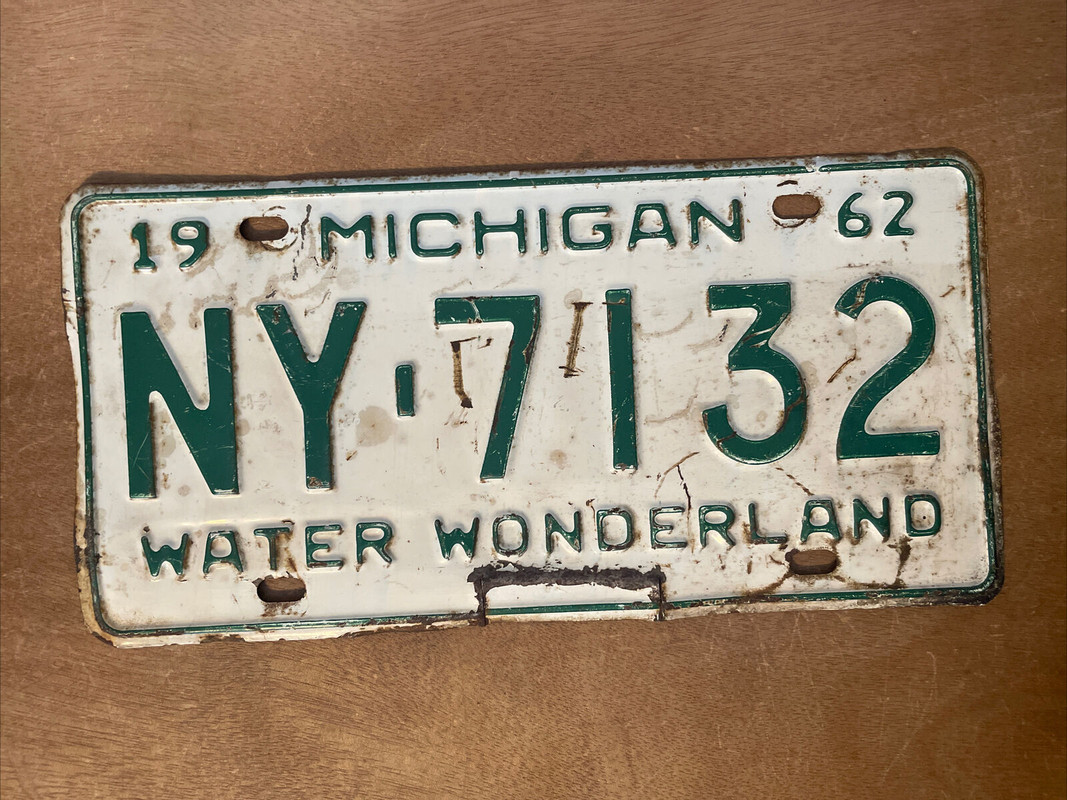 19 MICHIGAN 62
NY-7132
WATER WONDERLAND